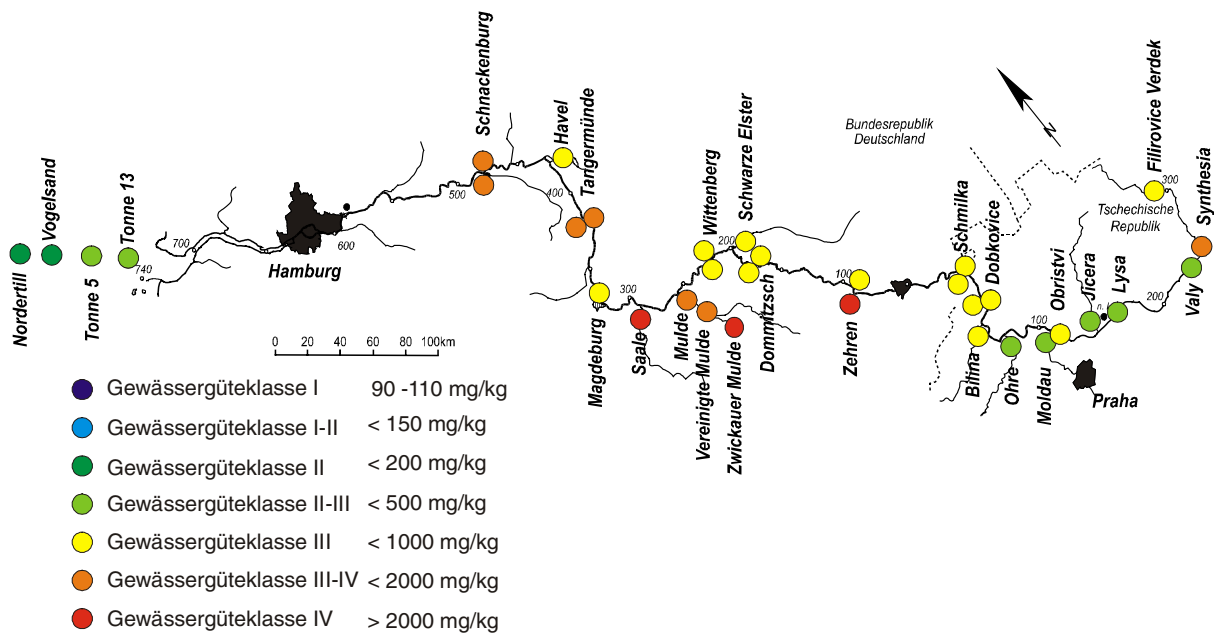 Nordertill
Vogelsand
Tonne 5
Tonne 13
740
700
Hamburg
600
500
Schnackenburg
Havel
400
Tangermünde
Magdeburg
300
Saale
Mulde
Vereinigte Mulde
Zwickauer Mulde
Wittenberg
200
Schwarze Elster
Dommitzsch
Zehren
100
Bundesrepublik
Deutschland
N
Schmilka
Dobkovice
Bilina
Ohre
Moldau
100
Obristvi
Praha
Jicera
Lysa
200
Tschechische
Republik
Filirovice Verdek
300
Synthesia
Valy
0 20 40 60 80 100km
Gewässergüteklasse I 90 -110 mg/kg
Gewässergüteklasse I-II < 150 mg/kg
Gewässergüteklasse II < 200 mg/kg
Gewässergüteklasse II-III < 500 mg/kg
Gewässergüteklasse III < 1000 mg/kg
Gewässergüteklasse III-IV < 2000 mg/kg
Gewässergüteklasse IV > 2000 mg/kg